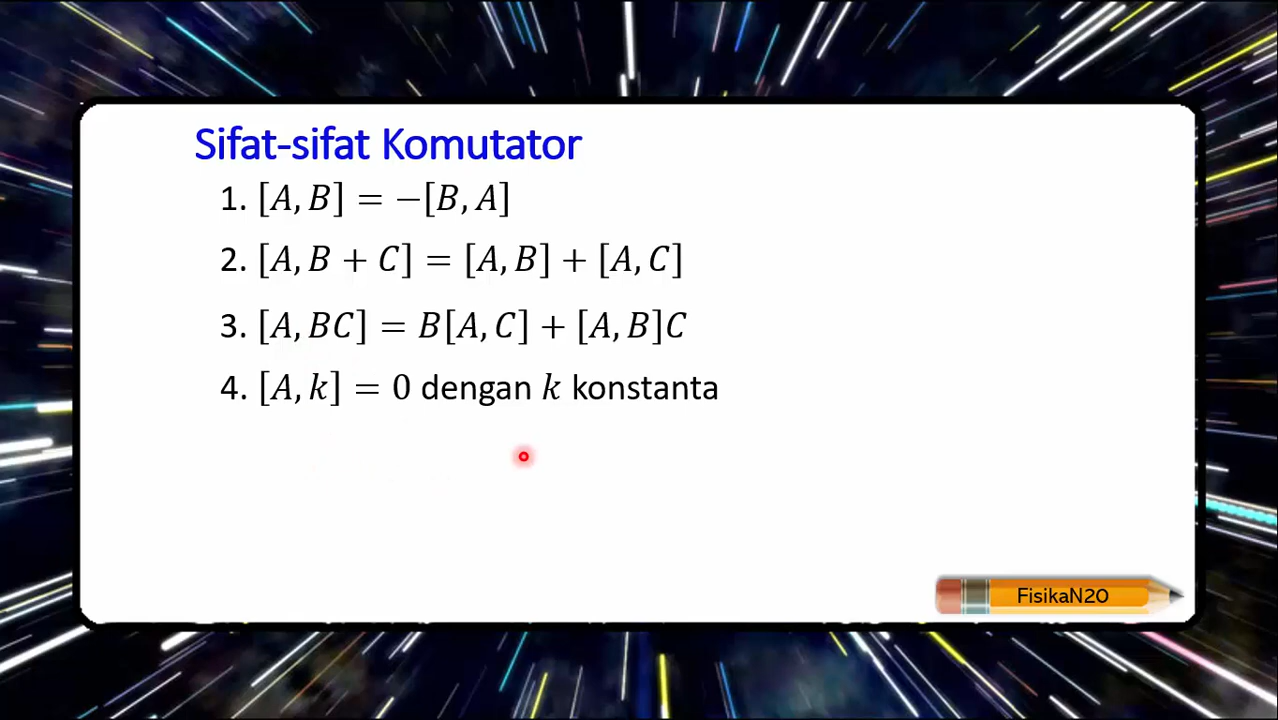 Sifat-sifat Komutator
1. [A, B] = −[B, A]
2. [A, B + C] = [A, B] + [A, C]
3. [A, BC] = B[A, C] + [A, B]C
4. [A, k] = 0 dengan k konstanta
FisikaN20